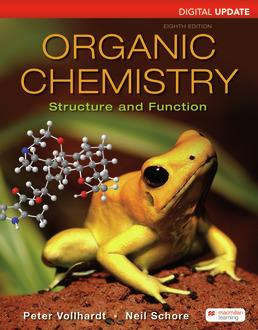 DIGITAL UPDATE
EIGHTH EDITION
ORGANIC
CHEMISTRY
Structure and Function
Peter Vollhardt • Neil Schore
macmillan
learning